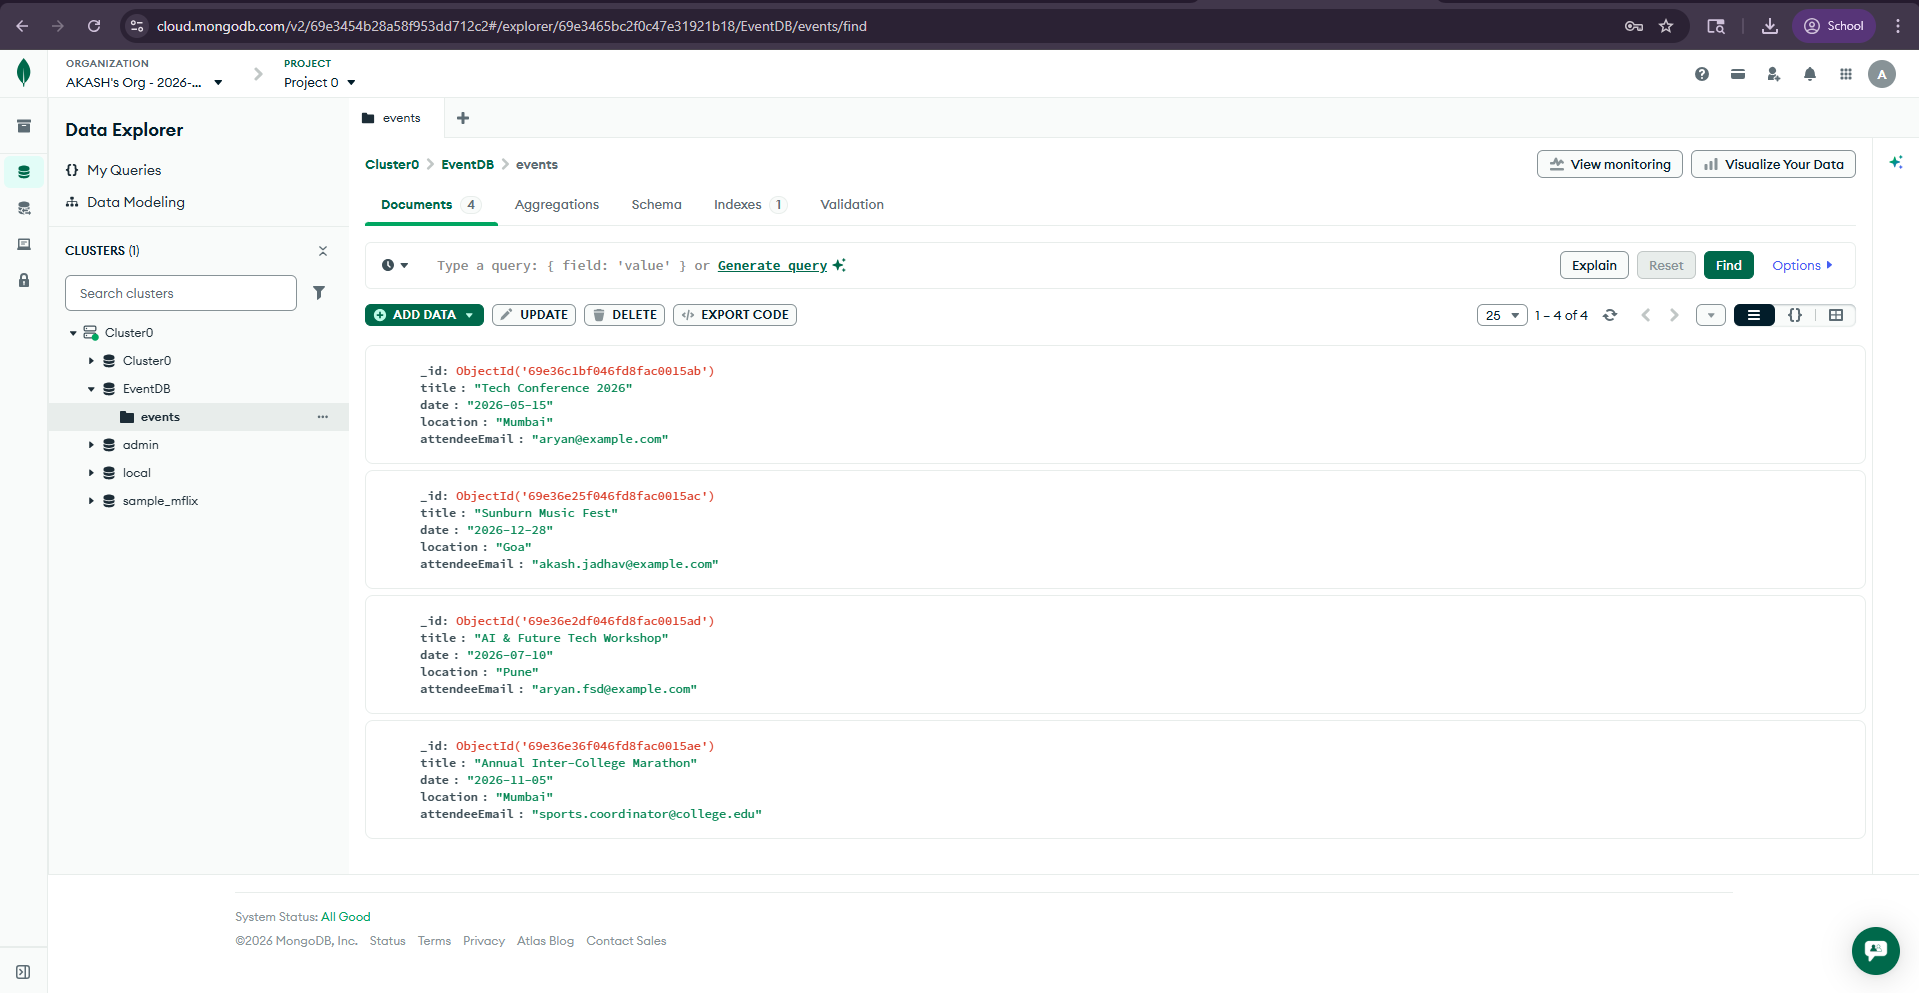 cloud.mongodb.com/v2/69e3454b28a58f953dd712c2#/explorer/69e3465bc2f0c47e31921b18/EventDB/events/find
School
ORGANIZATION
AKASH's Org - 2026-...
PROJECT
Project 0
A
Data Explorer
My Queries
Data Modeling
CLUSTERS (1)
Search clusters
Cluster0
Cluster0
EventDB
events
admin
local
sample_mflix
events
Cluster0 > EventDB > events
View monitoring
Visualize Your Data
Documents 4
Aggregations
Schema
Indexes 1
Validation
Type a query: { field: 'value' } or Generate query
Explain
Reset
Find
Options
ADD DATA
UPDATE
DELETE
EXPORT CODE
25
1 – 4 of 4
_id: ObjectId('69e36c1bf046fd8fac0015ab')
title : "Tech Conference 2026"
date : "2026-05-15"
location : "Mumbai"
attendeeEmail : "aryan@example.com"
_id: ObjectId('69e36e25f046fd8fac0015ac')
title : "Sunburn Music Fest"
date : "2026-12-28"
location : "Goa"
attendeeEmail : "akash.jadhav@example.com"
_id: ObjectId('69e36e2df046fd8fac0015ad')
title : "AI & Future Tech Workshop"
date : "2026-07-10"
location : "Pune"
attendeeEmail : "aryan.fsd@example.com"
_id: ObjectId('69e36e36f046fd8fac0015ae')
title : "Annual Inter-College Marathon"
date : "2026-11-05"
location : "Mumbai"
attendeeEmail : "sports.coordinator@college.edu"
System Status: All Good
©2026 MongoDB, Inc. Status Terms Privacy Atlas Blog Contact Sales